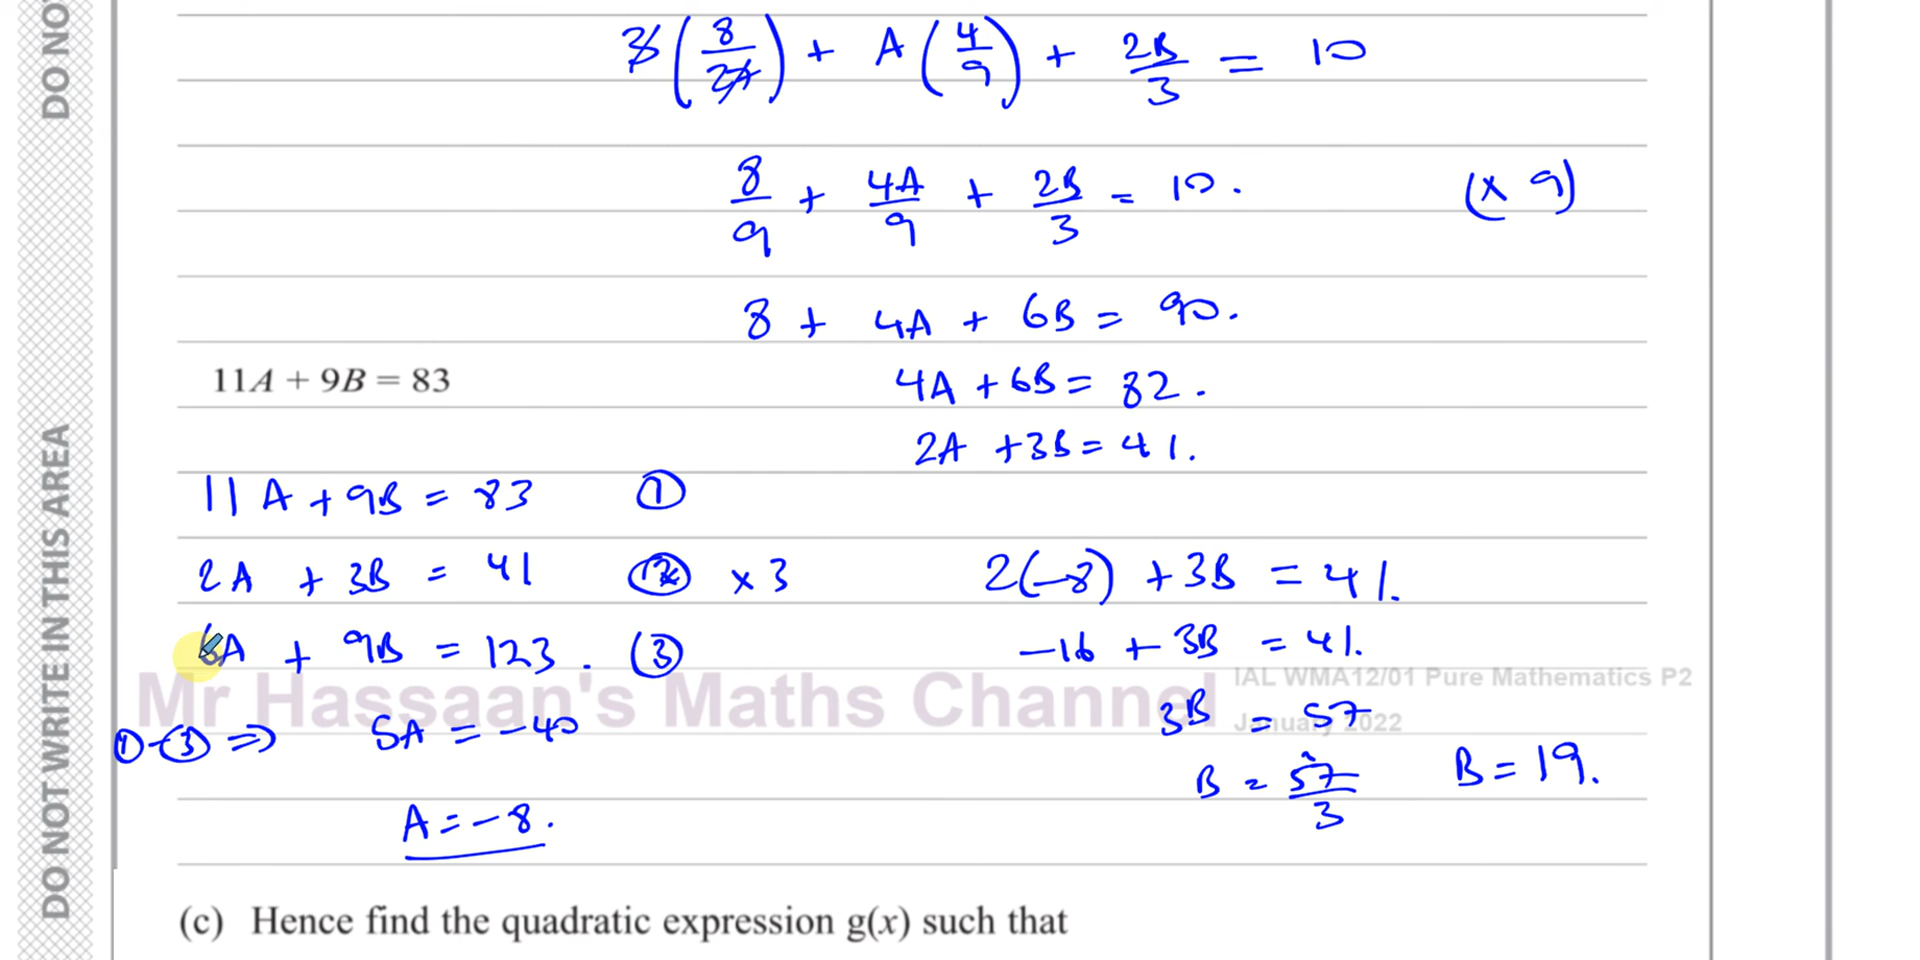 3(8/27) + A(4/9) + 2B/3 = 10
8/9 + 4A/9 + 2B/3 = 10. (x 9)
8 + 4A + 6B = 90.
11A + 9B = 83
4A + 6B = 82.
2A + 3B = 41.
11A + 9B = 83 ①
2A + 3B = 41 ② x 3
6A + 9B = 123. ③
① - ③ => 5A = -40
A = -8.
2(-8) + 3B = 41.
-16 + 3B = 41.
3B = 57
B = 57/3 B = 19.
Mr Hassaan's Maths Channel
IAL WMA12/01 Pure Mathematics P2
January 2022
(c) Hence find the quadratic expression g(x) such that
DO NO
DO NOT WRITE IN THIS AREA